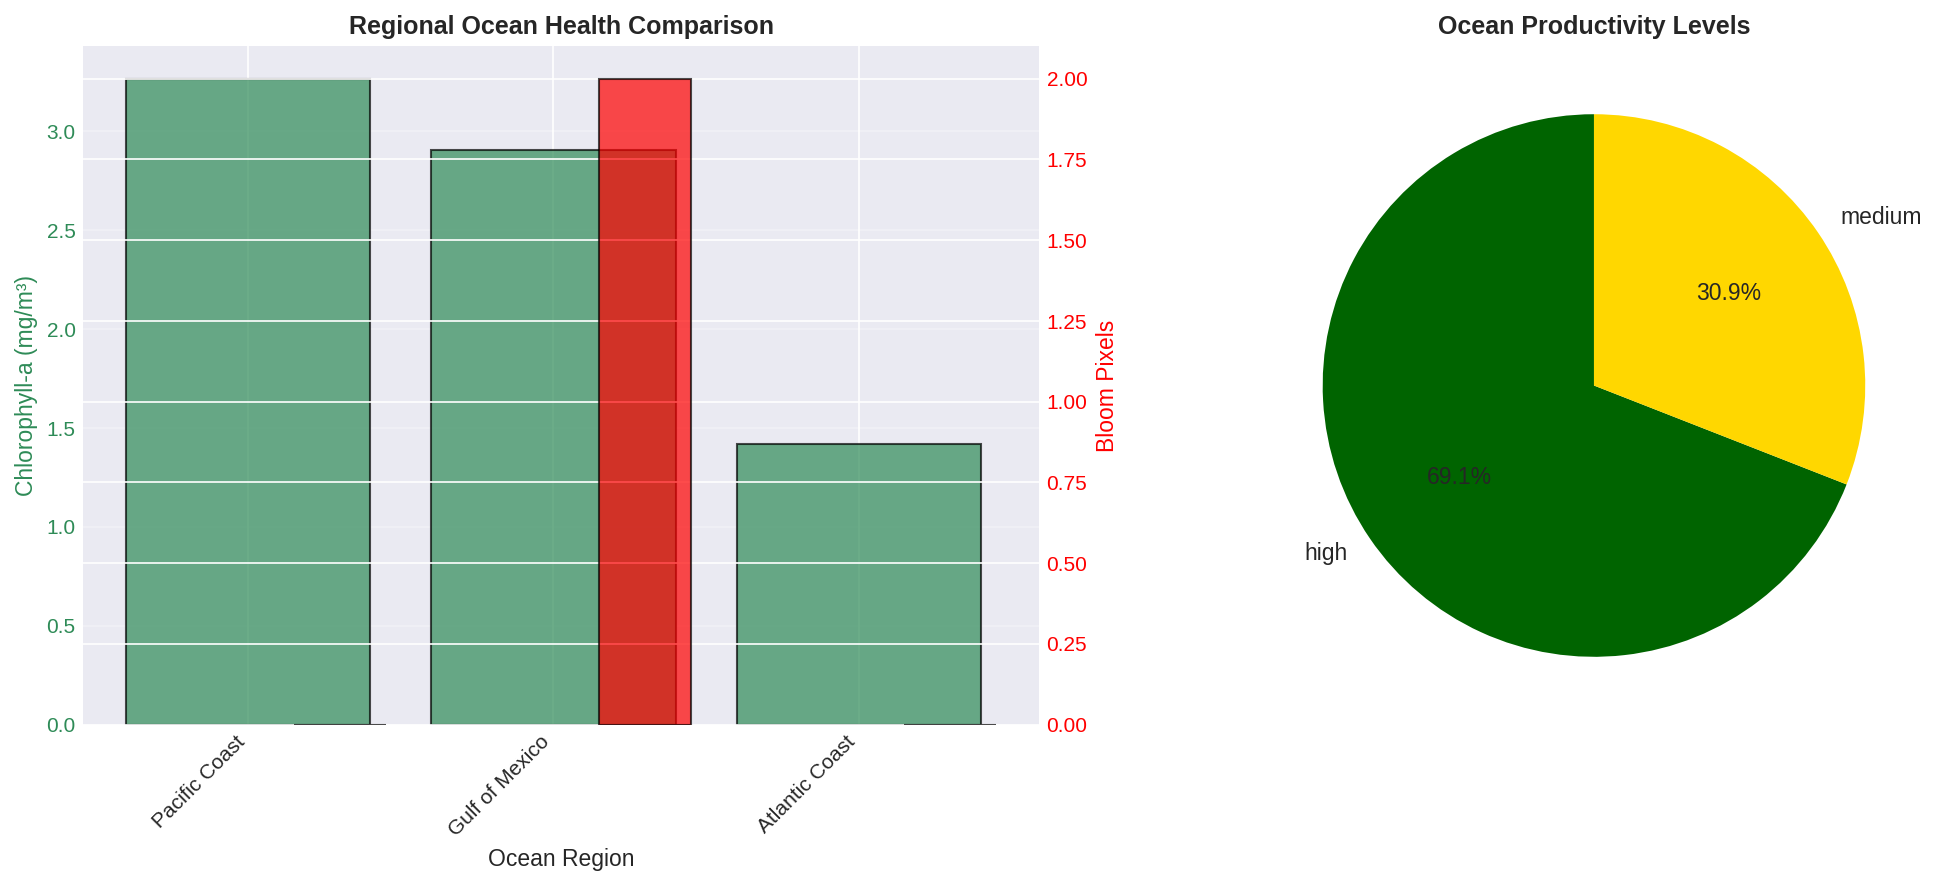 Regional Ocean Health Comparison
Chlorophyll-a (mg/m³)
3.0
2.5
2.0
1.5
1.0
0.5
0.0
2.00
1.75
1.50
1.25
1.00
0.75
0.50
0.25
0.00
Bloom Pixels
Pacific Coast
Gulf of Mexico
Atlantic Coast
Ocean Region
Ocean Productivity Levels
medium
30.9%
69.1%
high